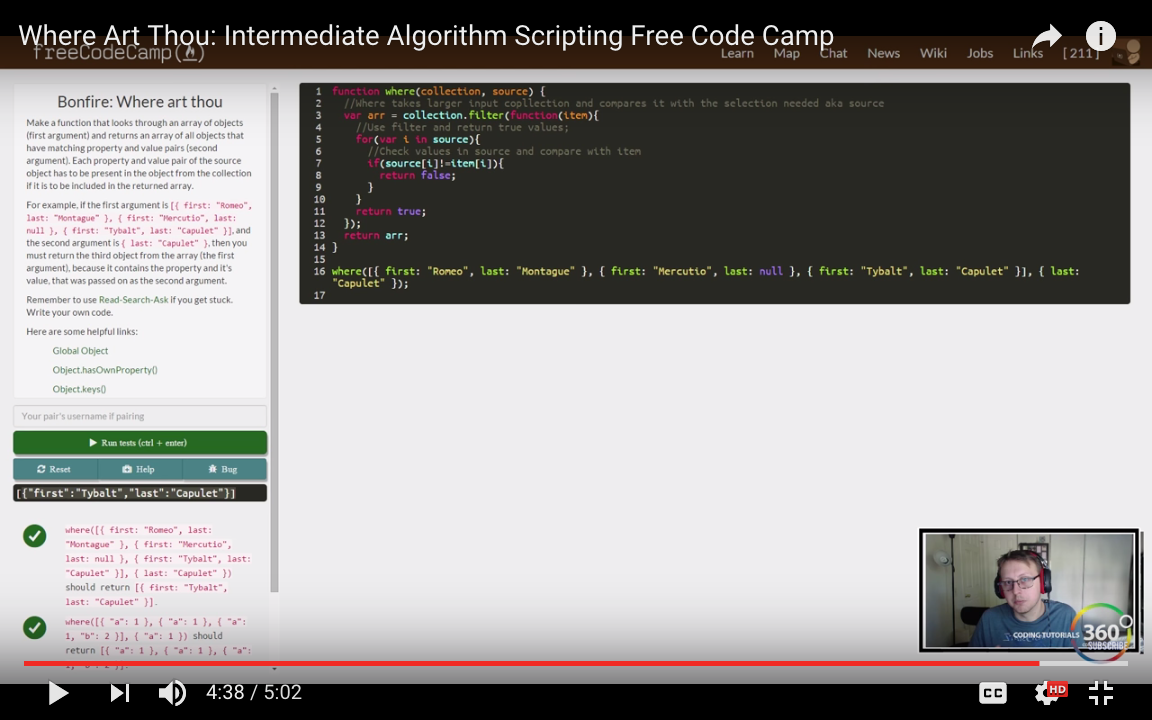 Where Art Thou: Intermediate Algorithm Scripting Free Code Camp
freeCodeCamp
Learn Map Chat News Wiki Jobs Links [ 211 ]
Bonfire: Where art thou
Make a function that looks through an array of objects
(first argument) and returns an array of all objects that
have matching property and value pairs (second
argument). Each property and value pair of the source
object has to be present in the object from the collection
if it is to be included in the returned array.
For example, if the first argument is [{ first: "Romeo",
last: "Montague" }, { first: "Mercutio", last:
null }, { first: "Tybalt", last: "Capulet" }], and
the second argument is { last: "Capulet" }, then you
must return the third object from the array (the first
argument), because it contains the property and it's
value, that was passed on as the second argument.
Remember to use Read-Search-Ask if you get stuck.
Write your own code.
Here are some helpful links:
Global Object
Object.hasOwnProperty()
Object.keys()
Your pair's username if pairing
Run tests (ctrl + enter)
Reset Help Bug
[{"first":"Tybalt","last":"Capulet"}]
where([{ first: "Romeo", last:
"Montague" }, { first: "Mercutio",
last: null }, { first: "Tybalt", last:
"Capulet" }], { last: "Capulet" })
should return [{ first: "Tybalt",
last: "Capulet" }].
where([{ "a": 1 }, { "a": 1 }, { "a":
1, "b": 2 }], { "a": 1 }) should
return [{ "a": 1 }, { "a": 1 }, { "a":
1 function where(collection, source) {
2 //Where takes larger input copllection and compares it with the selection needed aka source
3 var arr = collection.filter(function(item){
4 //Use filter and return true values;
5 for(var i in source){
6 //Check values in source and compare with item
7 if(source[i]!=item[i]){
8 return false;
9 }
10 }
11 return true;
12 });
13 return arr;
14 }
15
16 where([{ first: "Romeo", last: "Montague" }, { first: "Mercutio", last: null }, { first: "Tybalt", last: "Capulet" }], { last:
"Capulet" });
17
CODING TUTORIALS 360
SUBSCRIBE
4:38 / 5:02
CC
HD